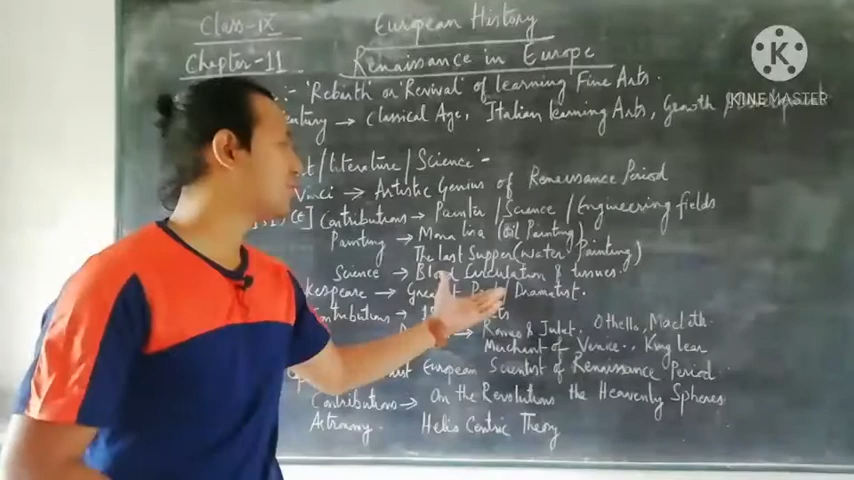 Class-IX European History
Chapter-11 Renaissance in Europe
:- 'Rebirth' or 'Revival' of learning Fine Arts.
→ Classical Age, Italian learning Arts, Growth
/Literature/Science:-
Vinci → Artistic Genius of Renaissance Period
CE] Contributions → Painter/Science/Engineering fields
Painting → Mona lisa (oil Painting)
The last Supper (water Painting)
Science → Blood Circulation & tissues.
kespeare → Dramatist.
Contributions →
→ Romeo & Juliet, Othello, Macbeth
Merchant of Venice.. King lear
European Scientist of Renaissance Period
Contributions → On the Revolutions the Heavenly Spheres
Astronomy Helio Centric Theory
K
KINEMASTER